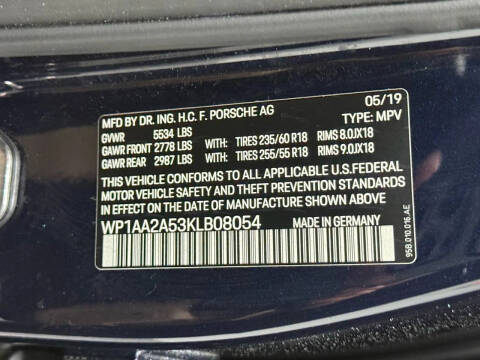 MFD BY DR. ING. H.C. F. PORSCHE AG 05/19
GVWR 5534 LBS TYPE: MPV
GAWR FRONT 2778 LBS WITH: TIRES 235/60 R18 RIMS 8.0JX18
GAWR REAR 2987 LBS WITH: TIRES 255/55 R18 RIMS 9.0JX18
THIS VEHICLE CONFORMS TO ALL APPLICABLE U.S.FEDERAL
MOTOR VEHICLE SAFETY AND THEFT PREVENTION STANDARDS
IN EFFECT ON THE DATE OF MANUFACTURE SHOWN ABOVE.
WP1AA2A53KLB08054 MADE IN GERMANY
95B.010.016.AE